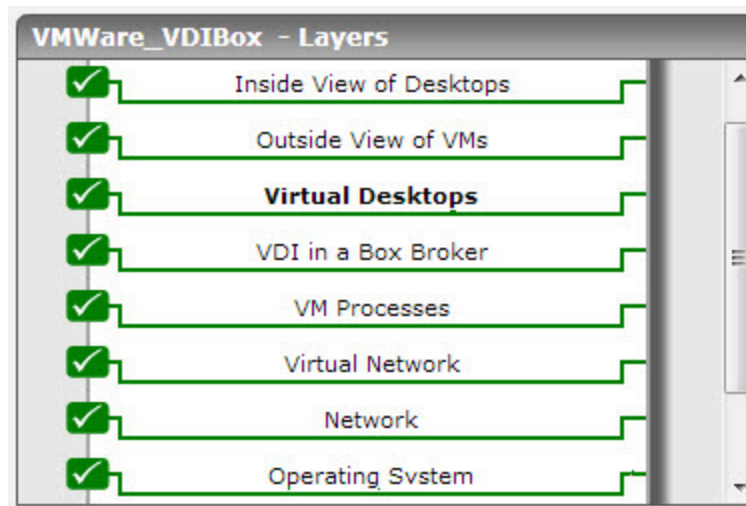 VMWare_VDIBox - Layers
Inside View of Desktops
Outside View of VMs
Virtual Desktops
VDI in a Box Broker
VM Processes
Virtual Network
Network
Operating System